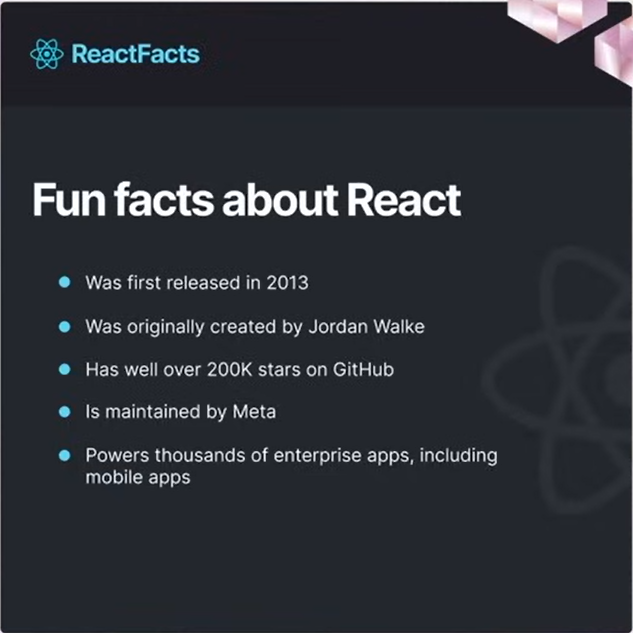 ReactFacts
Fun facts about React
Was first released in 2013
Was originally created by Jordan Walke
Has well over 200K stars on GitHub
Is maintained by Meta
Powers thousands of enterprise apps, including
mobile apps